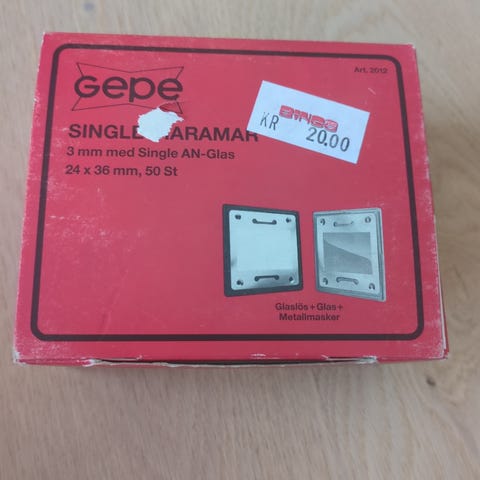 Gepe
Art. 2012
KR 20.00
SINGLE
3 mm med Single AN-Glas
24 x 36 mm, 50 St
Glaslös + Glas +
Metallmasker